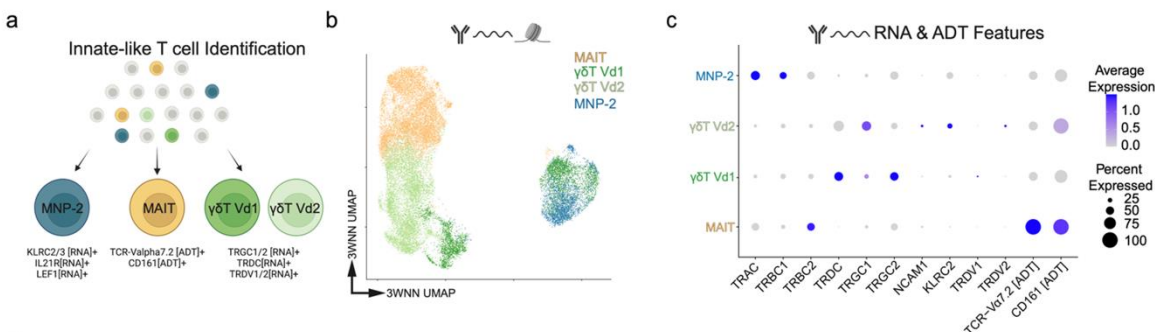 a
Innate-like T cell Identification
MNP-2
MAIT
γδT Vd1
γδT Vd2
KLRC2/3 [RNA]+
IL21R[RNA]+
LEF1[RNA]+
TCR-Valpha7.2 [ADT]+
CD161[ADT]+
TRGC1/2 [RNA]+
TRDC[RNA]+
TRDV1/2[RNA]+
b
MAIT
γδT Vd1
γδT Vd2
MNP-2
3WNN UMAP
3WNN UMAP
c
RNA & ADT Features
MNP-2
γδT Vd2
γδT Vd1
MAIT
TRAC
TRBC1
TRBC2
TRDC
TRGC1
TRGC2
NCAM1
KLRC2
TRDV1
TRDV2
TCR-Vα7.2 [ADT]
CD161 [ADT]
Average
Expression
1.0
0.5
0.0
Percent
Expressed
25
50
75
100